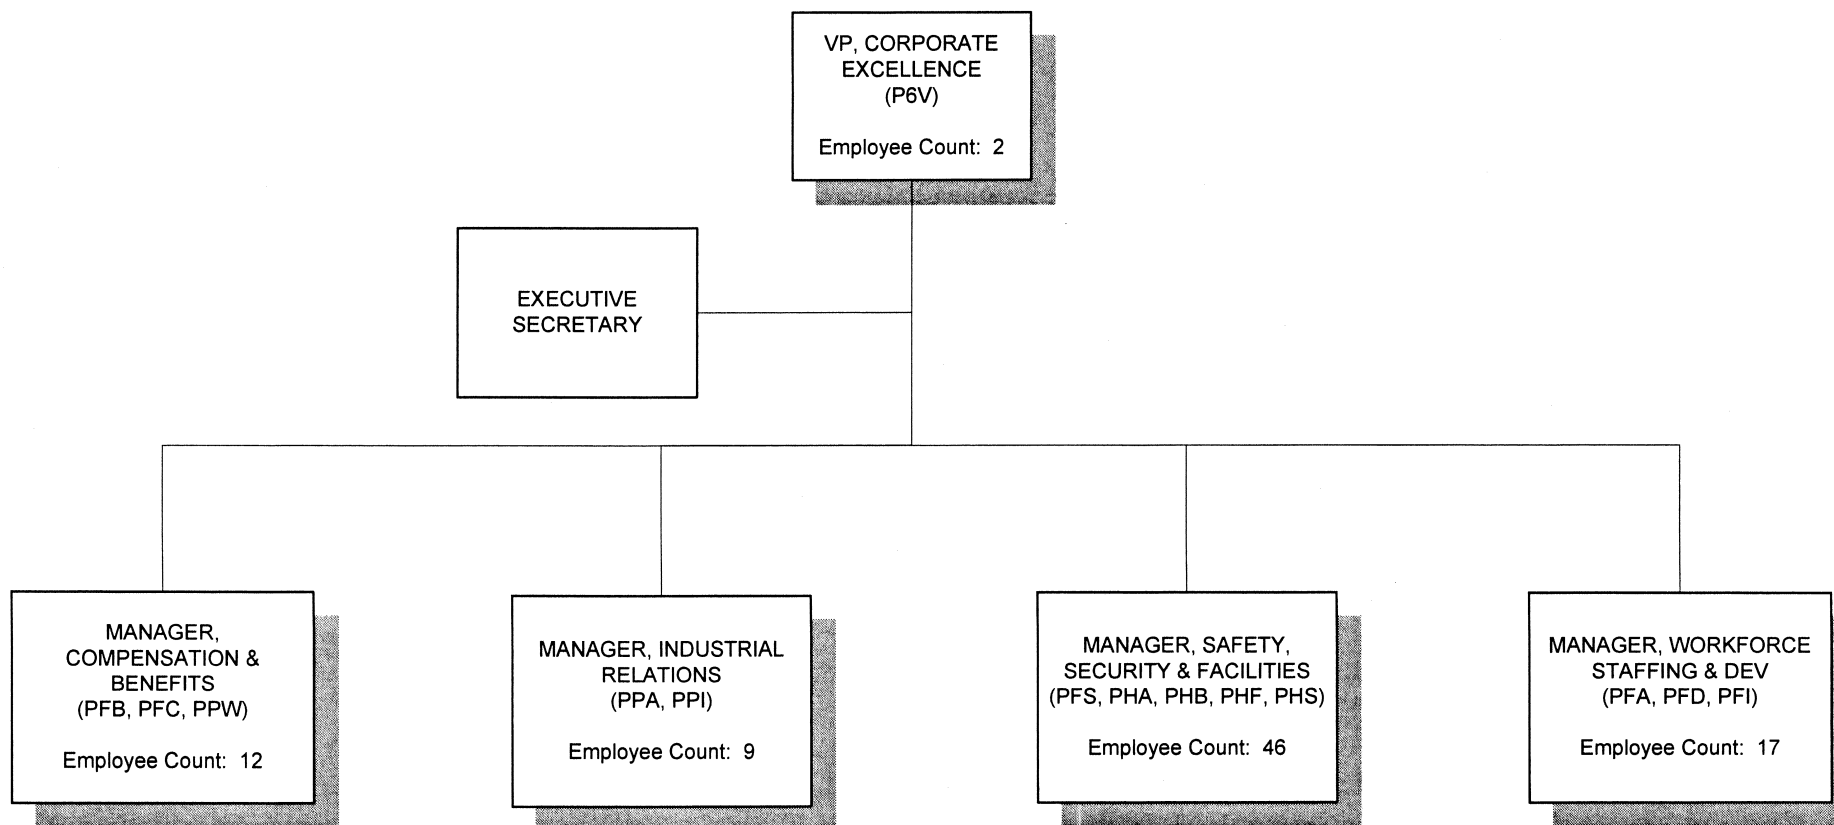 VP, CORPORATE
EXCELLENCE
(P6V)
Employee Count: 2
EXECUTIVE
SECRETARY
MANAGER,
COMPENSATION &
BENEFITS
(PFB, PFC, PPW)
Employee Count: 12
MANAGER, INDUSTRIAL
RELATIONS
(PPA, PPI)
Employee Count: 9
MANAGER, SAFETY,
SECURITY & FACILITIES
(PFS, PHA, PHB, PHF, PHS)
Employee Count: 46
MANAGER, WORKFORCE
STAFFING & DEV
(PFA, PFD, PFI)
Employee Count: 17